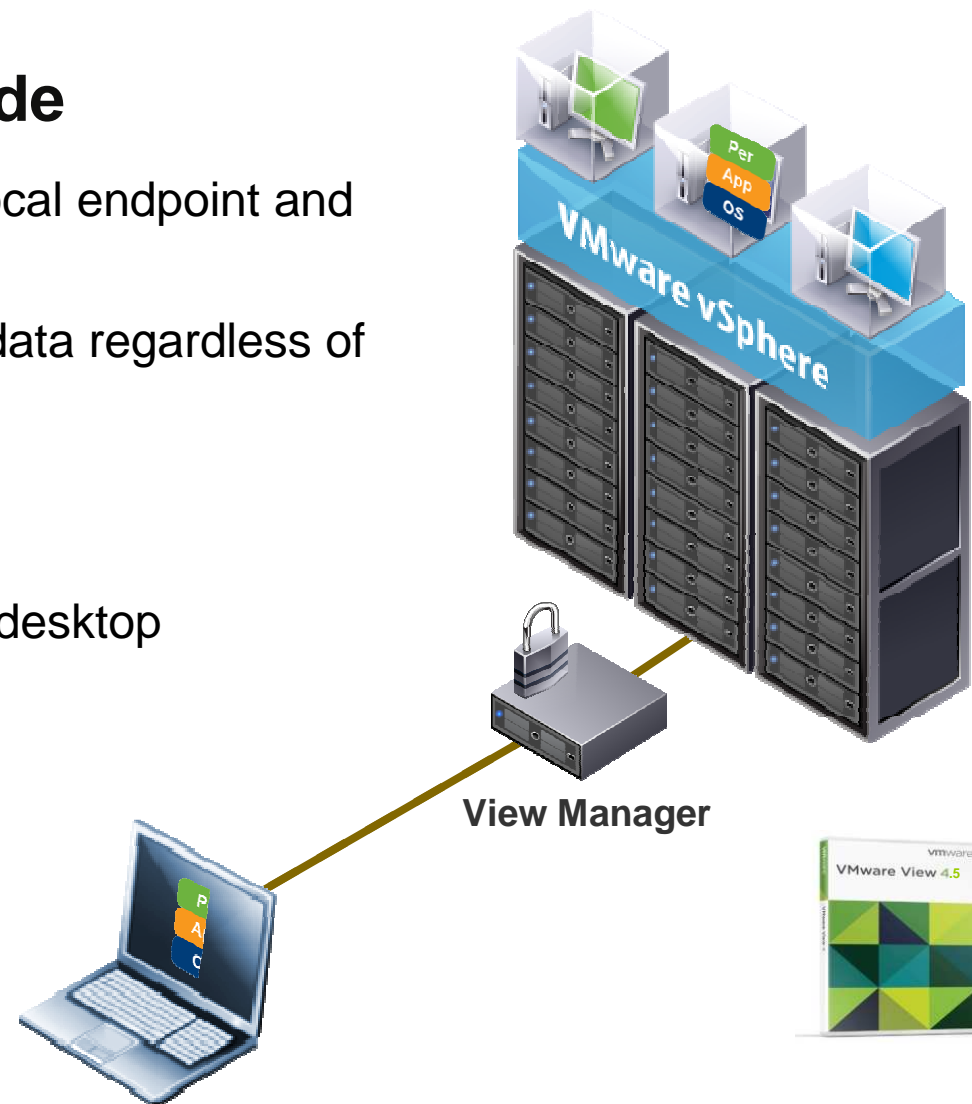 de
ocal endpoint and
data regardless of
desktop
Per
App
OS
VMware vSphere
View Manager
P
A
vmware
VMware View 4.5